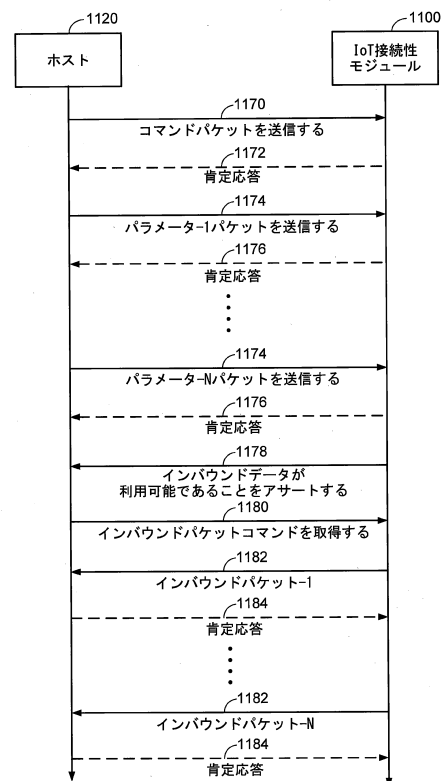 1120
1100
ホスト
IoT接続性
モジュール
1170
コマンドパケットを送信する
1172
肯定応答
1174
パラメーター1パケットを送信する
1176
肯定応答
1174
パラメーターNパケットを送信する
1176
肯定応答
1178
インバウンドデータが
利用可能であることをアサートする
1180
インバウンドパケットコマンドを取得する
1182
インバウンドパケット-1
1184
肯定応答
1182
インバウンドパケット-N
1184
肯定応答